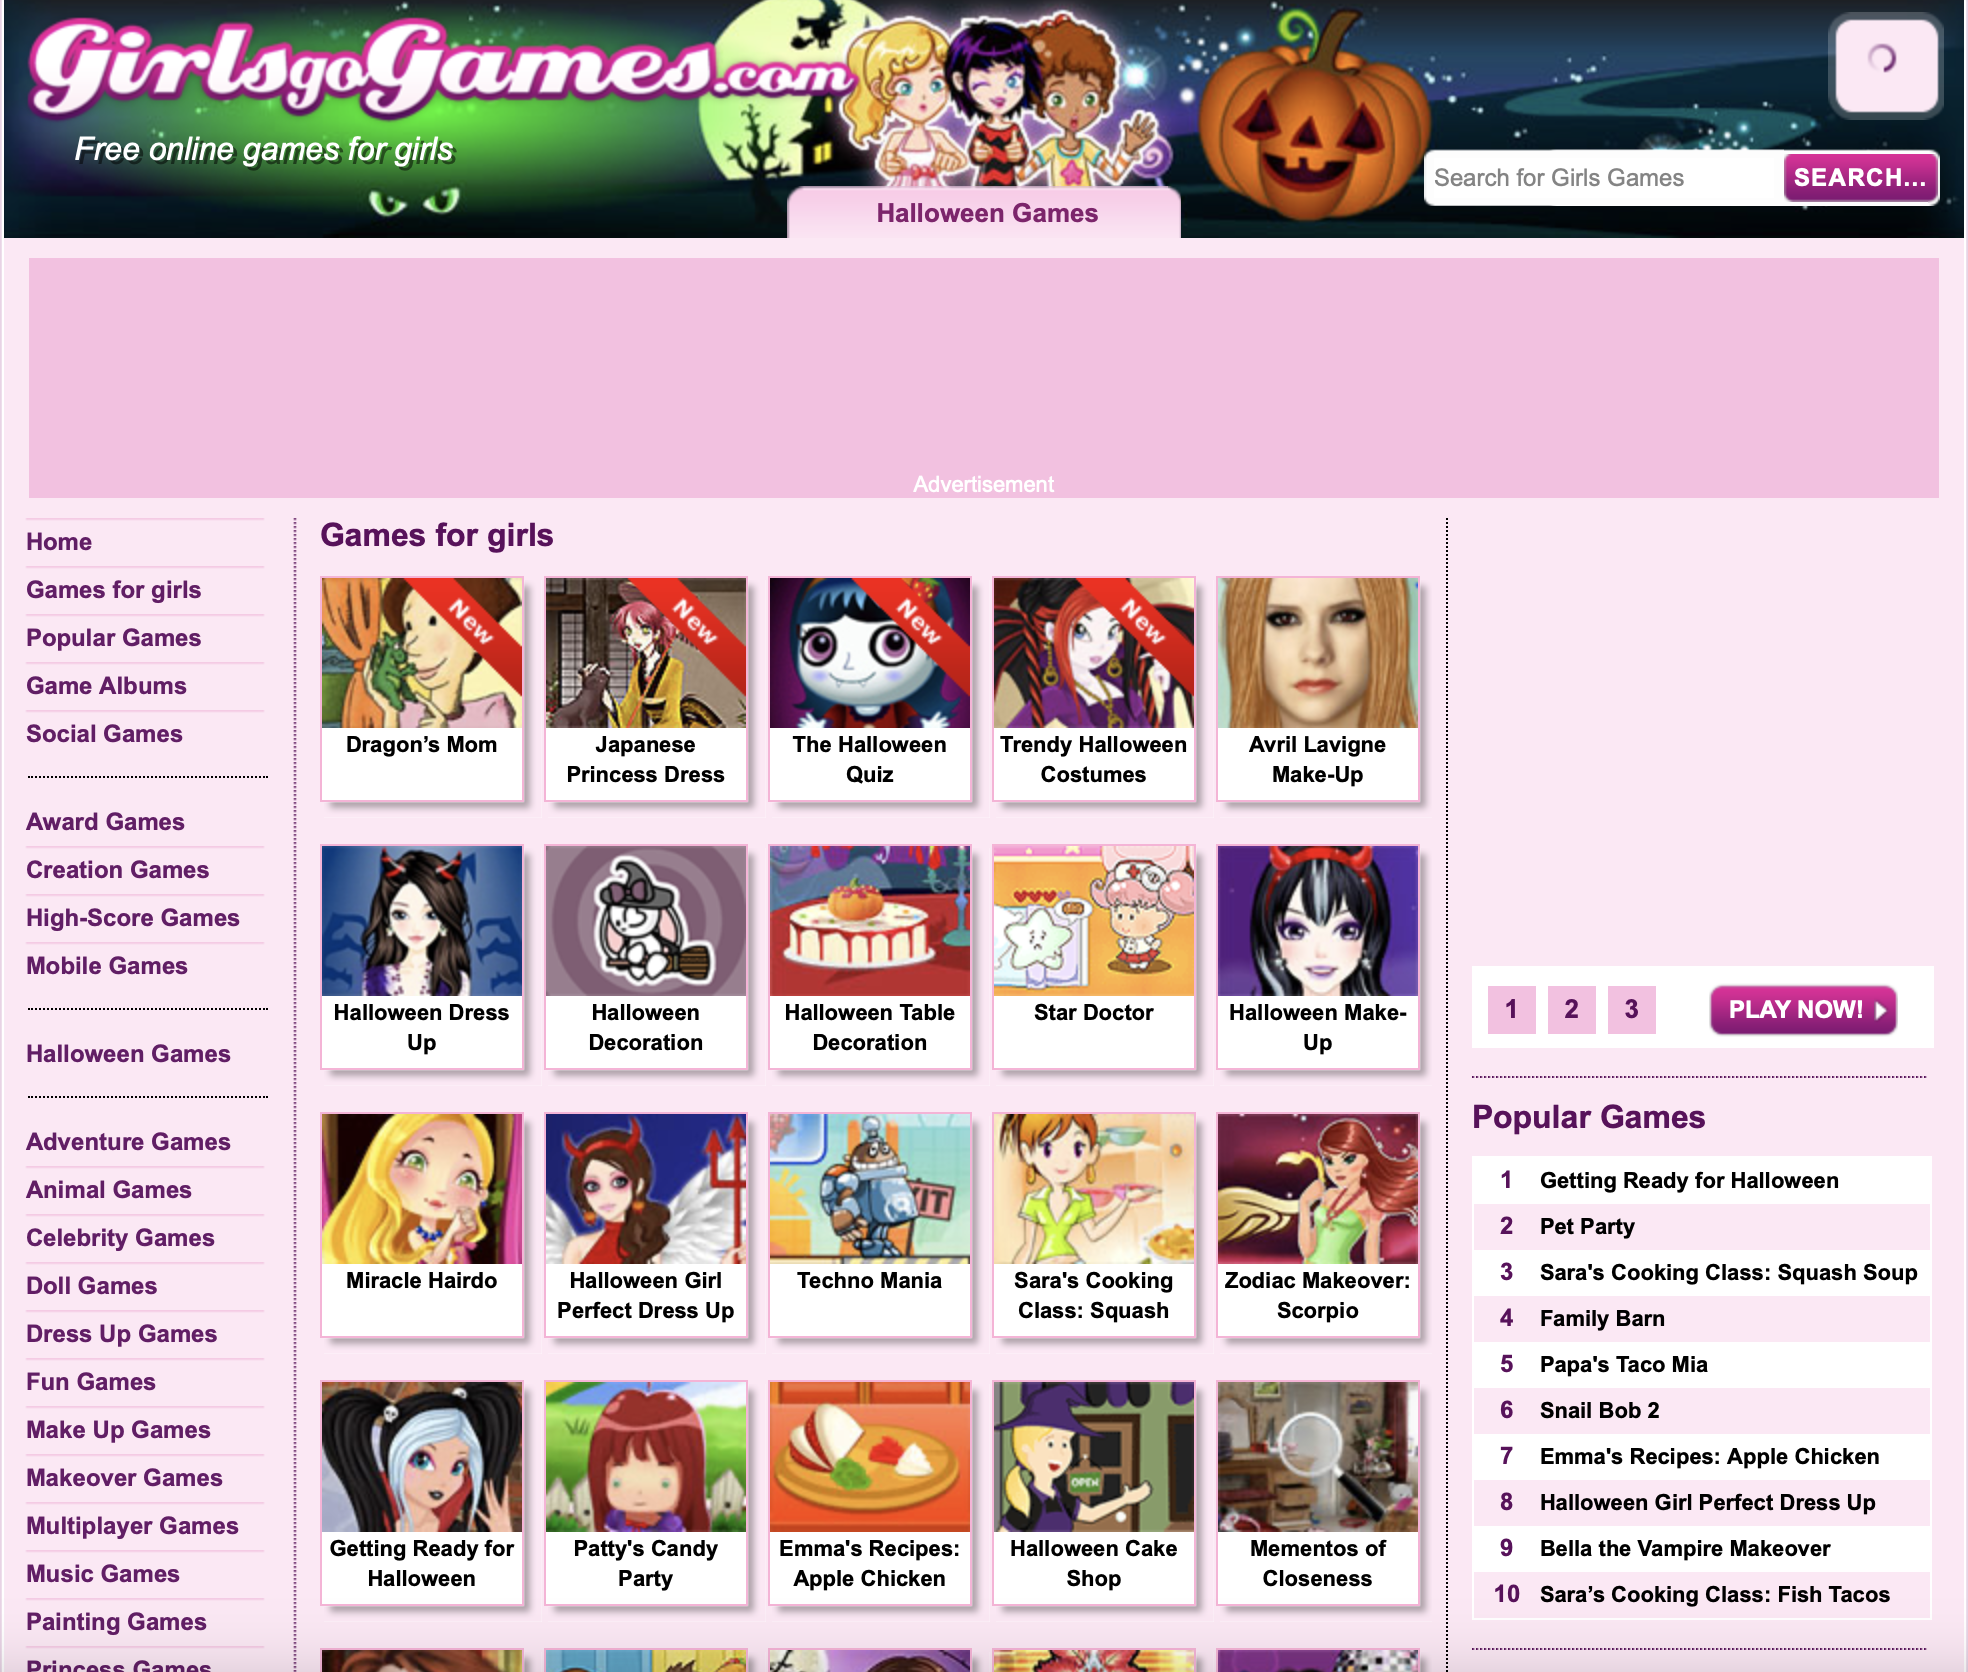 GirlsgoGames.com
Free online games for girls
Halloween Games
Search for Girls Games
SEARCH...
Advertisement
Home
Games for girls
Popular Games
Game Albums
Social Games
Award Games
Creation Games
High-Score Games
Mobile Games
Halloween Games
Adventure Games
Animal Games
Celebrity Games
Doll Games
Dress Up Games
Fun Games
Make Up Games
Makeover Games
Multiplayer Games
Music Games
Painting Games
Princess Games
Games for girls
New
New
New
New
Dragon’s Mom
Japanese
Princess Dress
The Halloween
Quiz
Trendy Halloween
Costumes
Avril Lavigne
Make-Up
Halloween Dress
Up
Halloween
Decoration
Halloween Table
Decoration
Star Doctor
Halloween Make-
Up
XIT
Miracle Hairdo
Halloween Girl
Perfect Dress Up
Techno Mania
Sara's Cooking
Class: Squash
Zodiac Makeover:
Scorpio
OPEN
Getting Ready for
Halloween
Patty's Candy
Party
Emma's Recipes:
Apple Chicken
Halloween Cake
Shop
Mementos of
Closeness
1 2 3
PLAY NOW!
Popular Games
1 Getting Ready for Halloween
2 Pet Party
3 Sara's Cooking Class: Squash Soup
4 Family Barn
5 Papa's Taco Mia
6 Snail Bob 2
7 Emma's Recipes: Apple Chicken
8 Halloween Girl Perfect Dress Up
9 Bella the Vampire Makeover
10 Sara’s Cooking Class: Fish Tacos